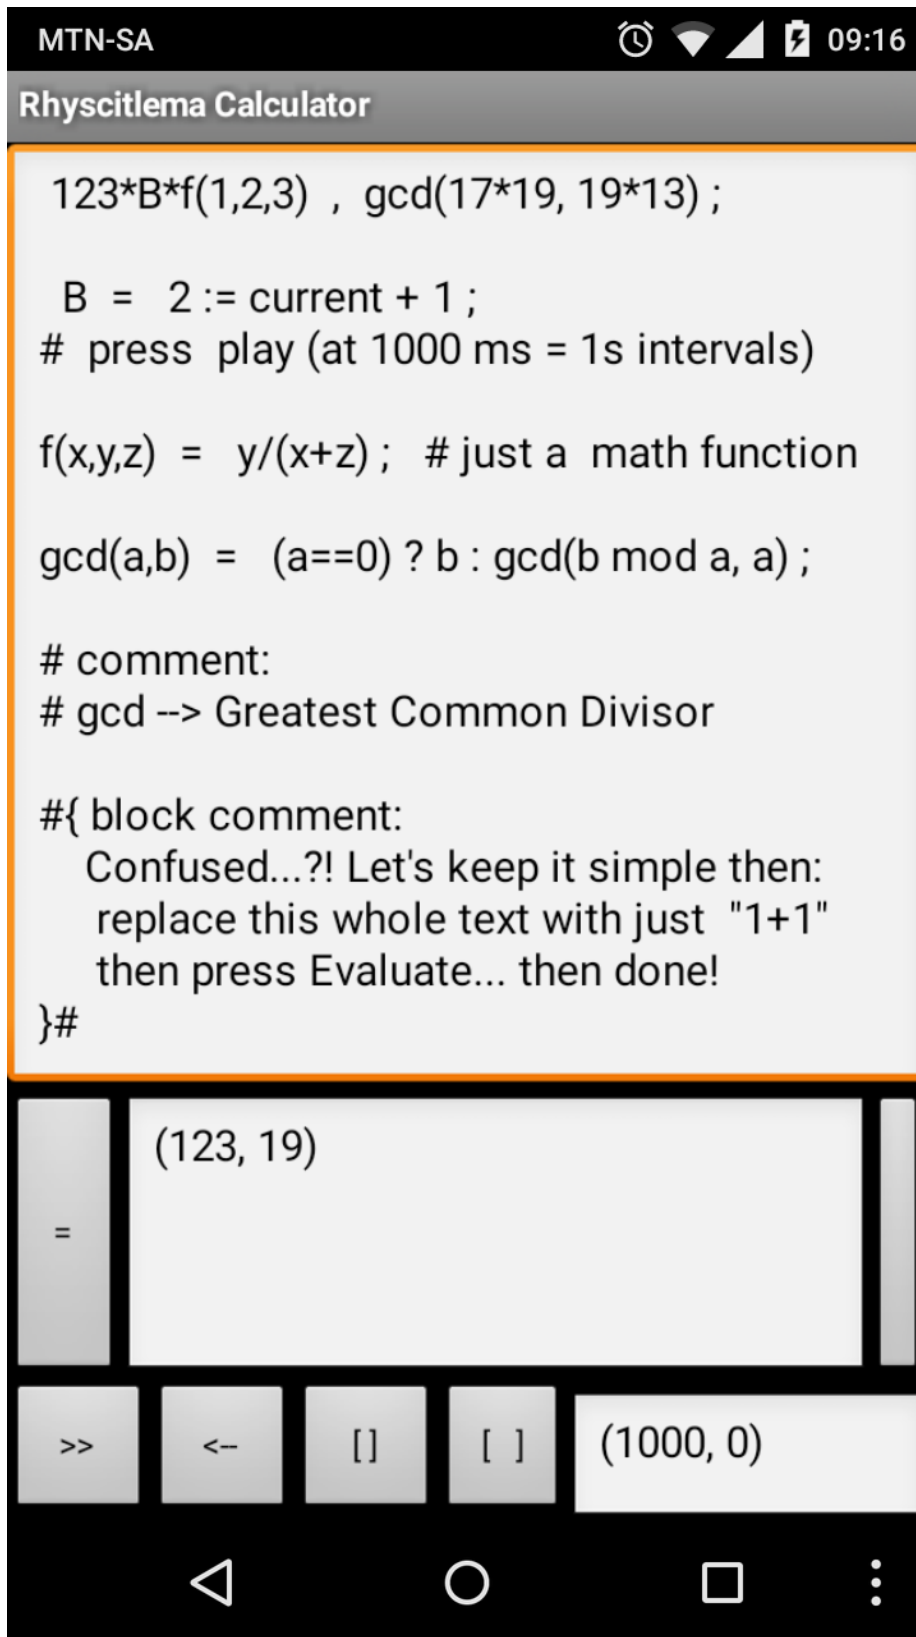 MTN-SA 09:16
Rhyscitlema Calculator
123*B*f(1,2,3) , gcd(17*19, 19*13) ;
B = 2 := current + 1 ;
# press play (at 1000 ms = 1s intervals)
f(x,y,z) = y/(x+z) ; # just a math function
gcd(a,b) = (a==0) ? b : gcd(b mod a, a) ;
# comment:
# gcd --> Greatest Common Divisor
#{ block comment:
Confused...?! Let's keep it simple then:
replace this whole text with just "1+1"
then press Evaluate... then done!
}#
(123, 19)
=
>> <-- [] [ ] (1000, 0)